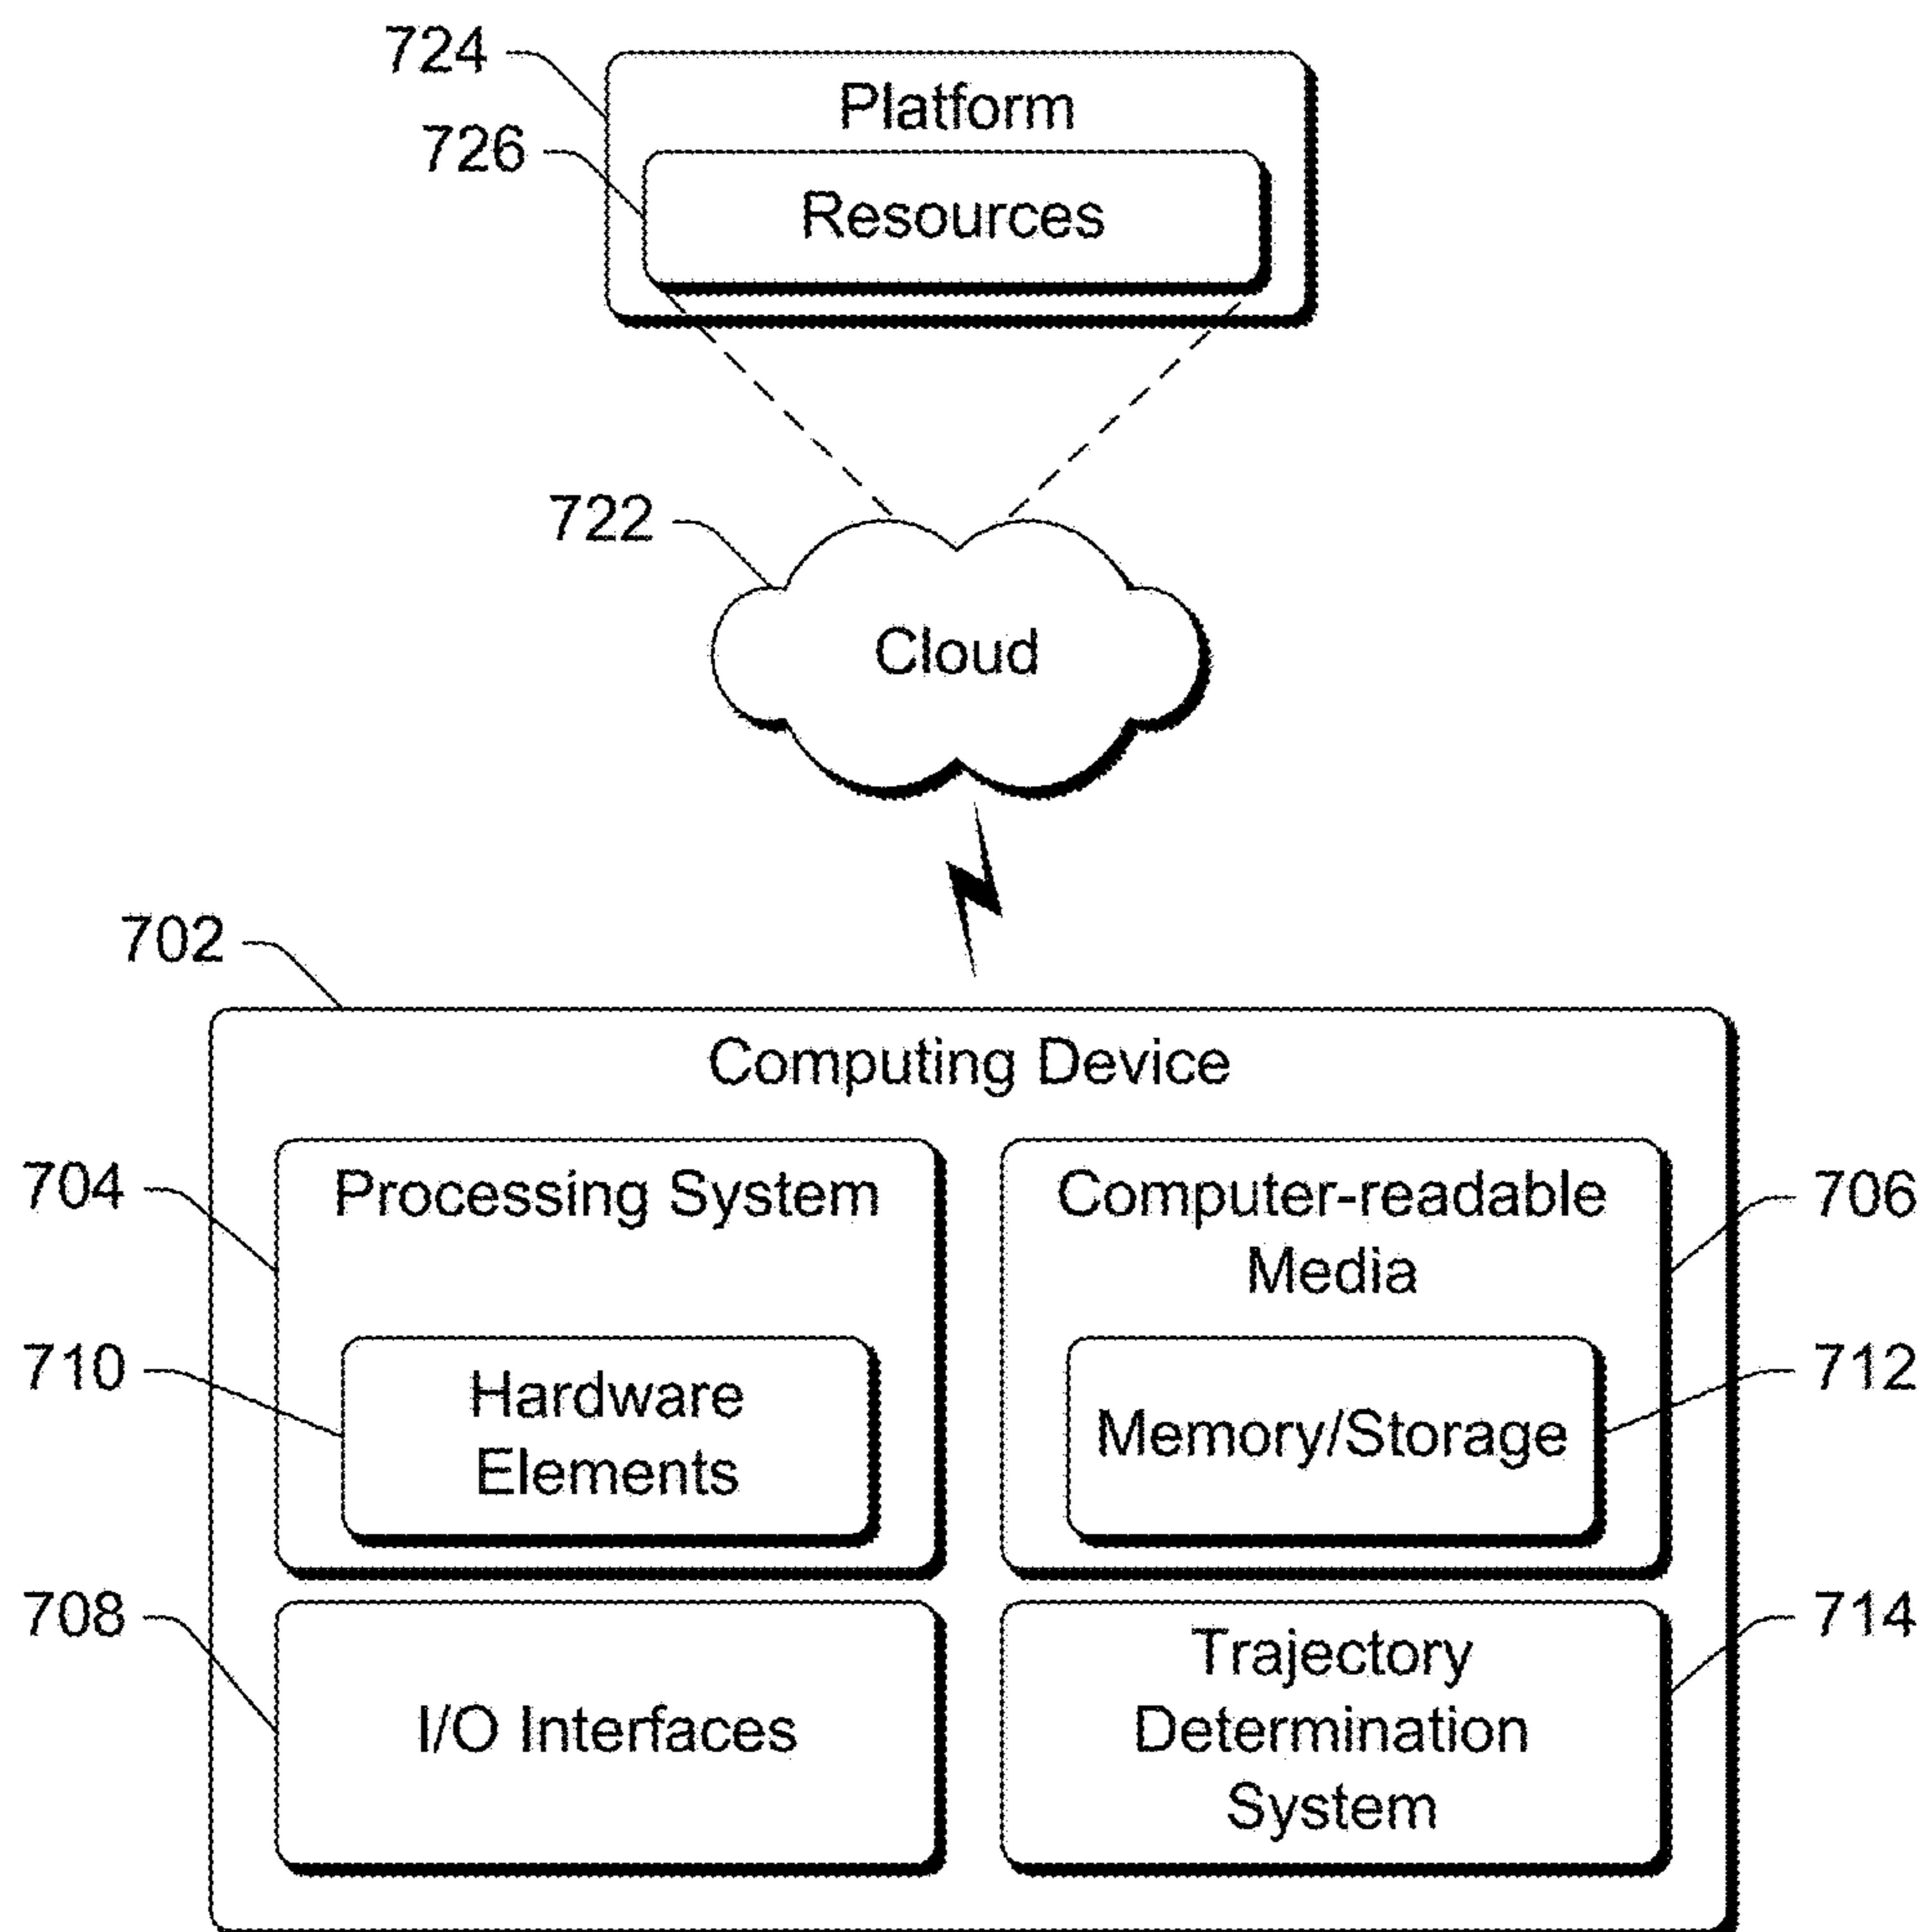 724
Platform
726
Resources
722
Cloud
702
Computing Device
704
Processing System
Computer-readable
Media
706
710
Hardware
Elements
Memory/Storage
712
708
I/O Interfaces
Trajectory
Determination
System
714